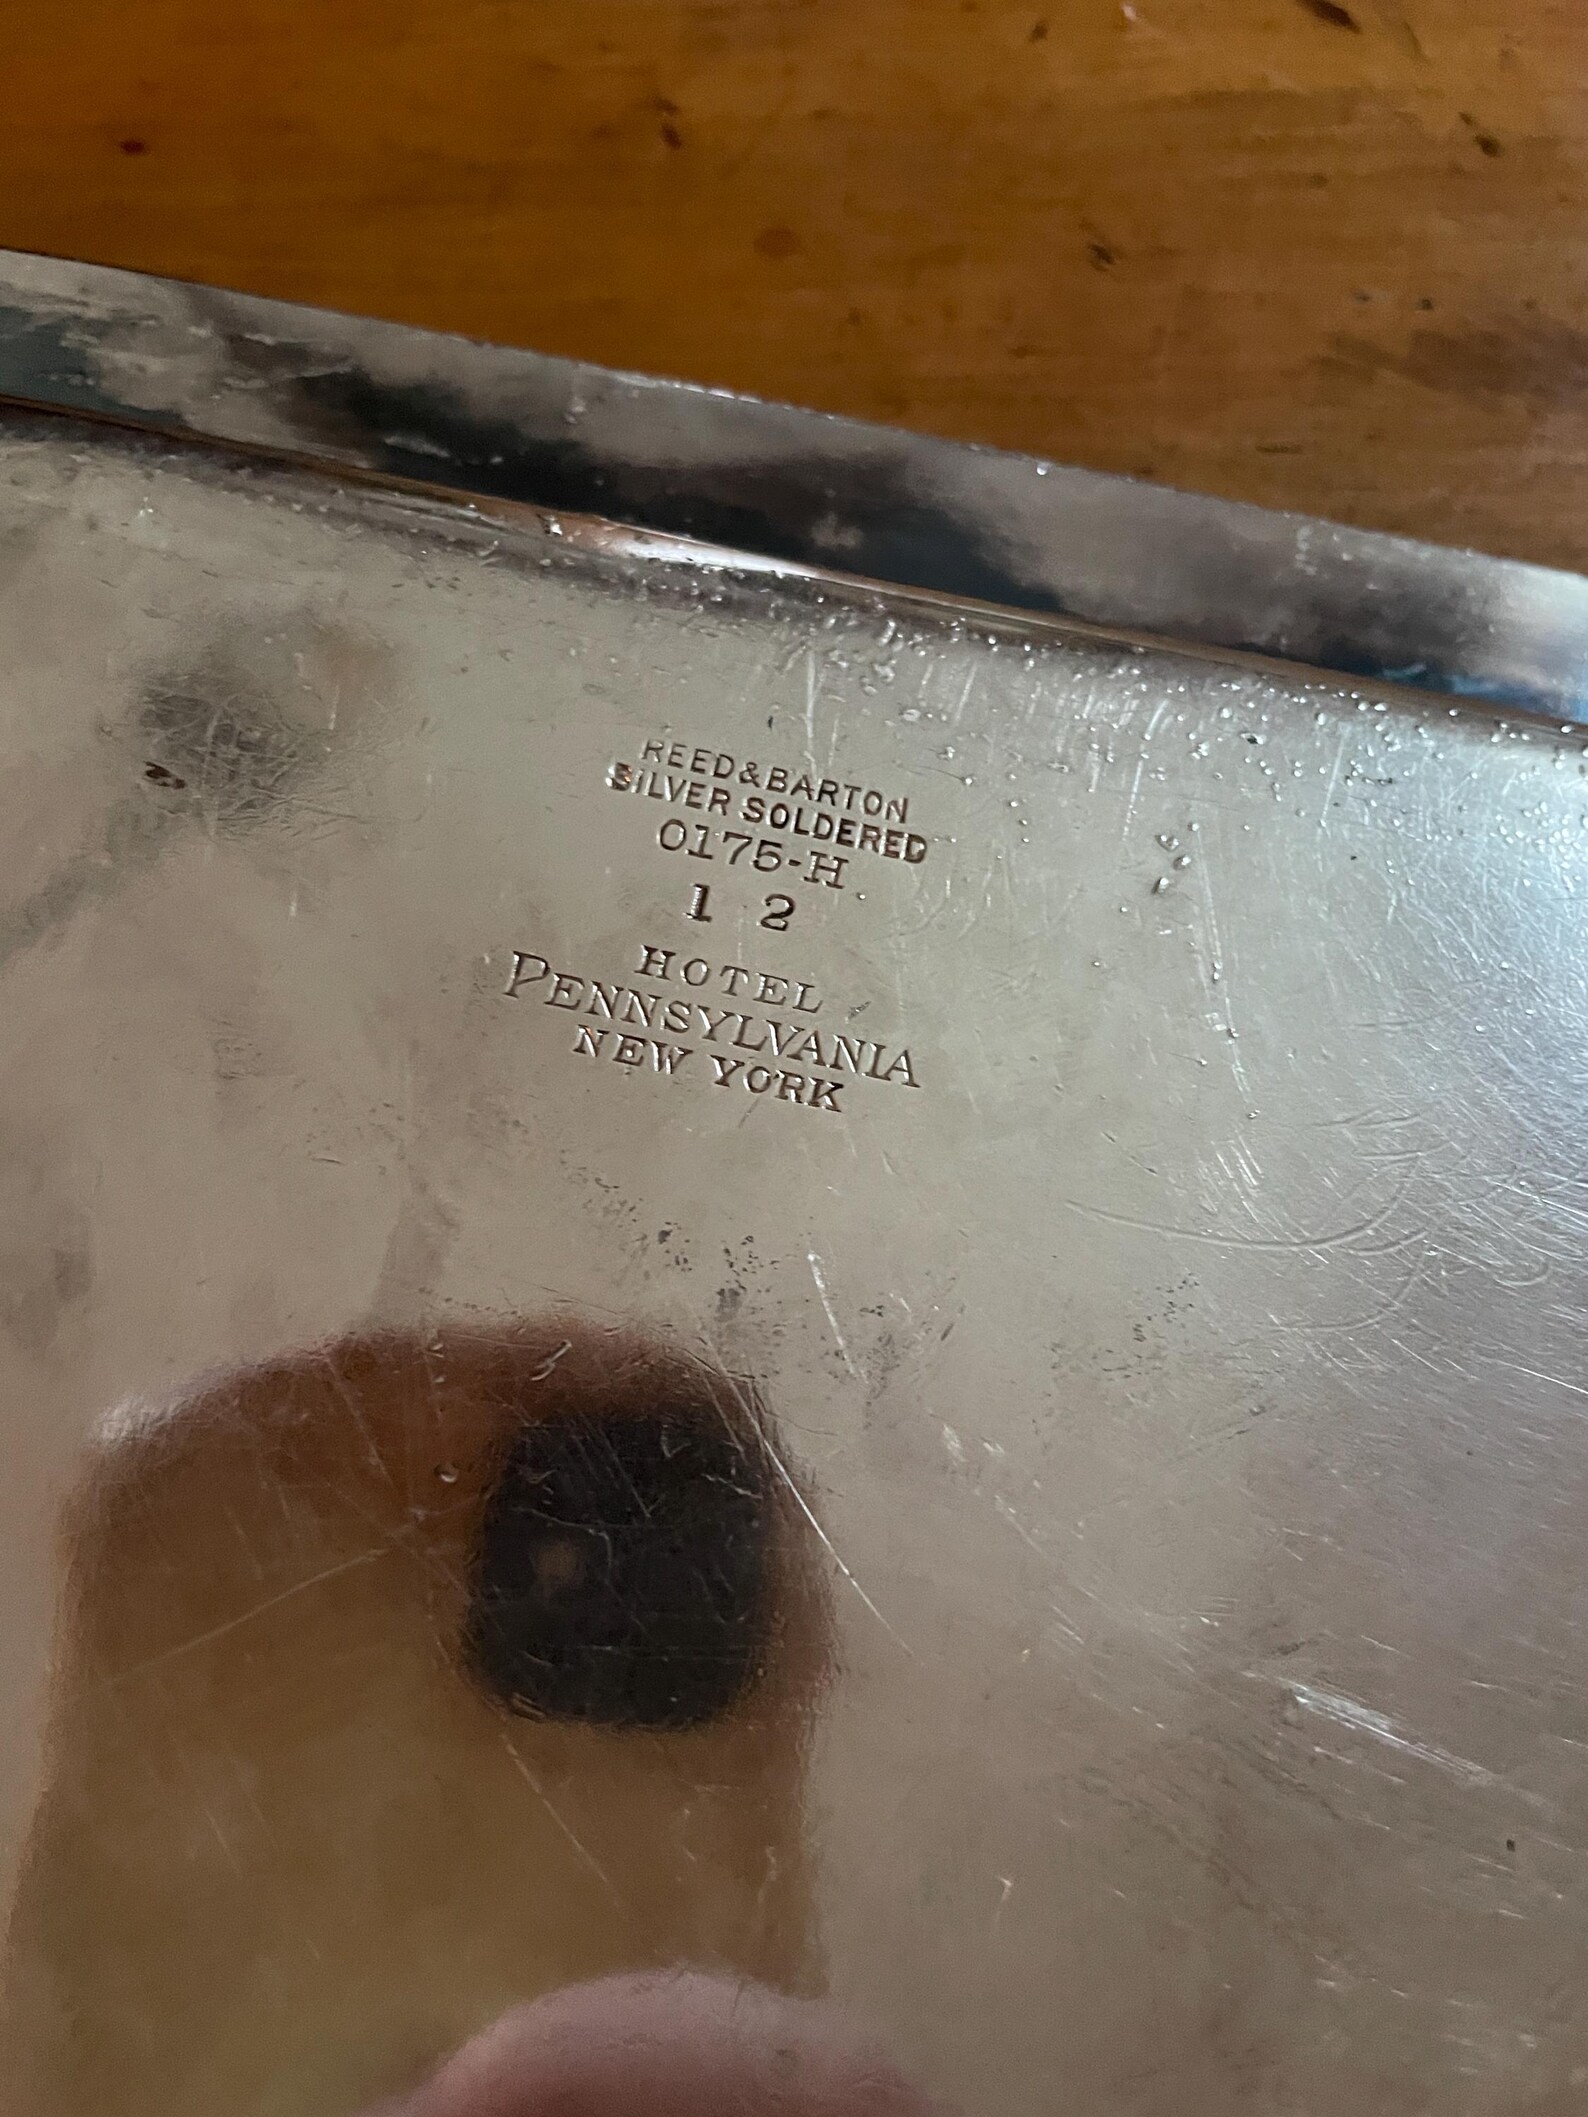 REED & BARTON
SILVER SOLDERED
0175-H
1 2
HOTEL
PENNSYLVANIA
NEW YORK